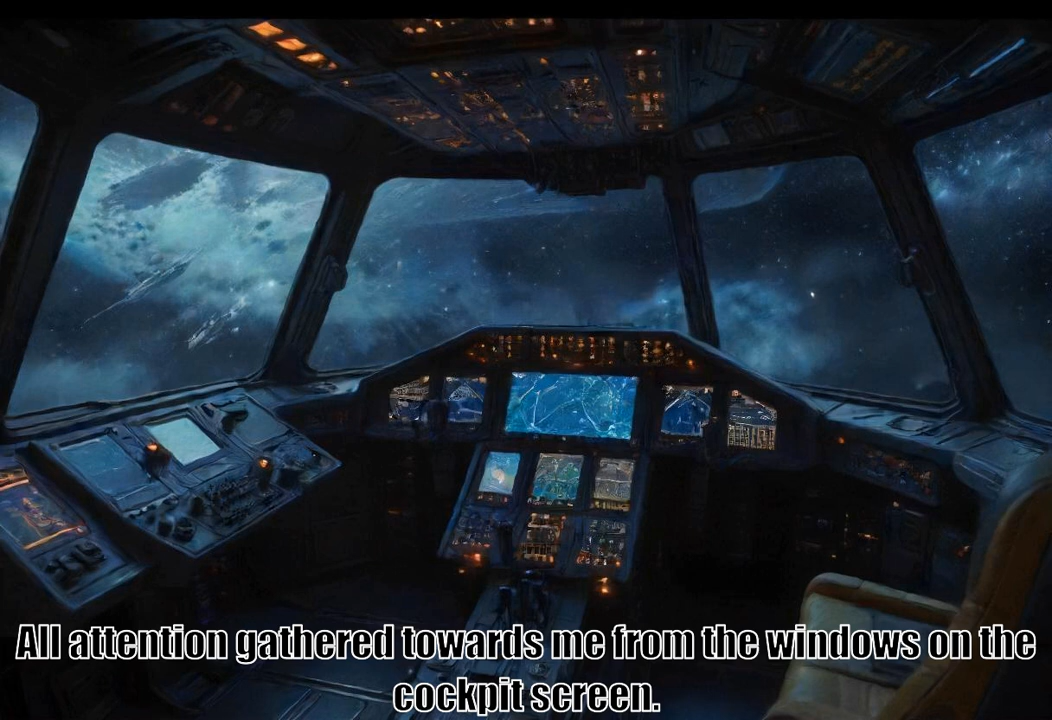 All attention gathered towards me from the windows on the
cockpit screen.